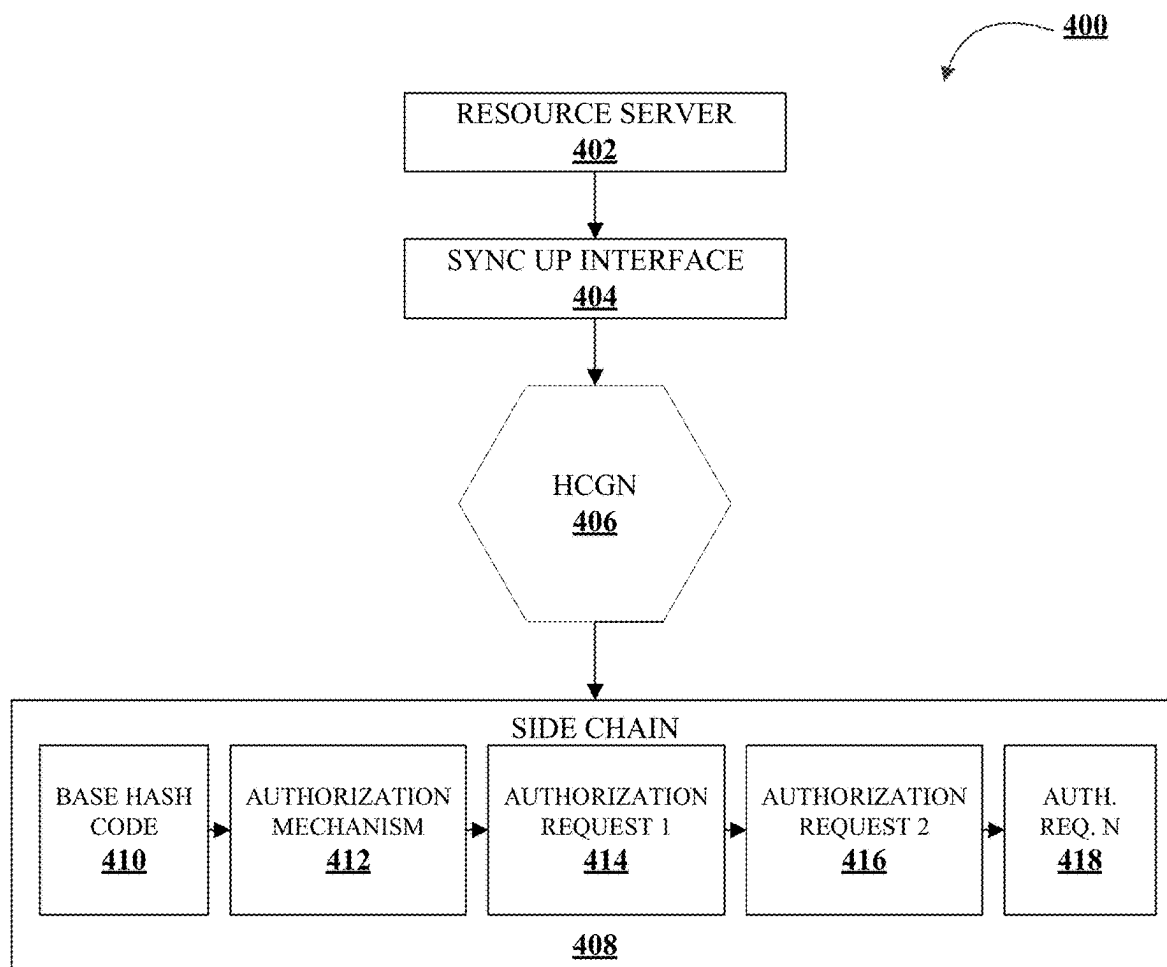 400
RESOURCE SERVER
402
SYNC UP INTERFACE
404
HCGN
406
SIDE CHAIN
BASE HASH
CODE
410
AUTHORIZATION
MECHANISM
412
AUTHORIZATION
REQUEST 1
414
AUTHORIZATION
REQUEST 2
416
AUTH.
REQ. N
418
408